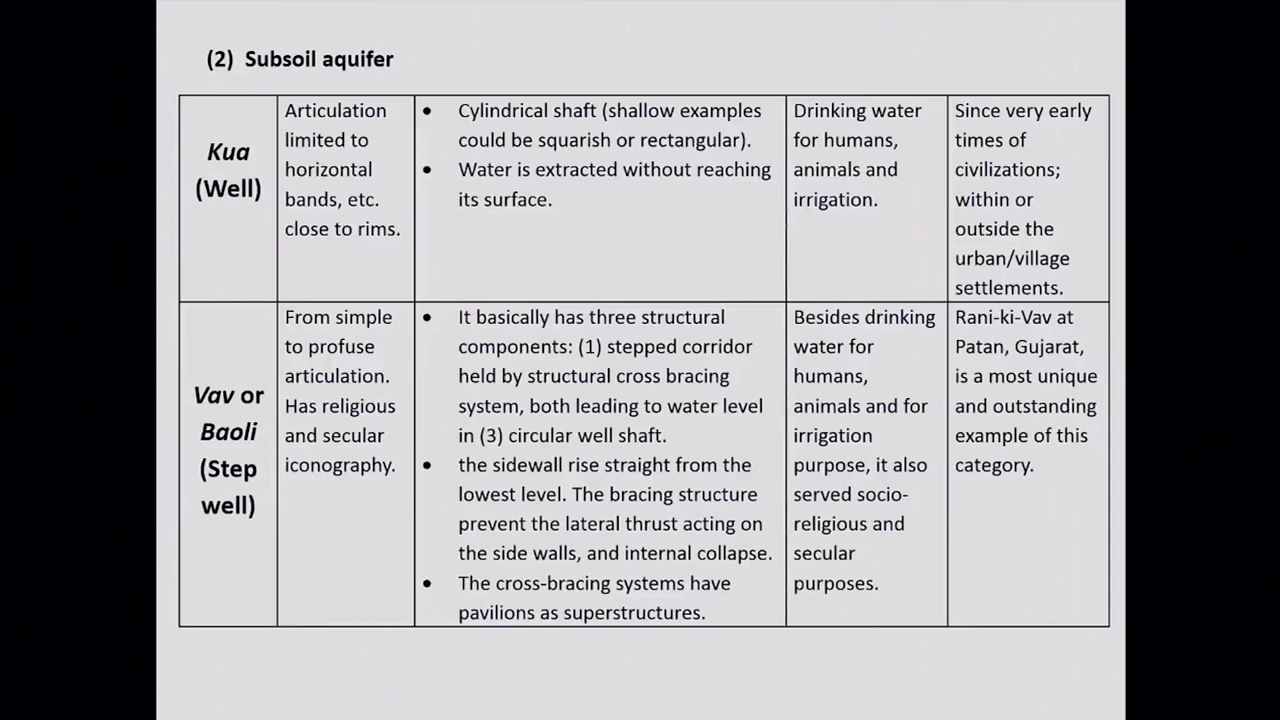 (2) Subsoil aquifer
Kua
(Well)
Articulation
limited to
horizontal
bands, etc.
close to rims.
• Cylindrical shaft (shallow examples
could be squarish or rectangular).
• Water is extracted without reaching
its surface.
Drinking water
for humans,
animals and
irrigation.
Since very early
times of
civilizations;
within or
outside the
urban/village
settlements.
Vav or
Baoli
(Step
well)
From simple
to profuse
articulation.
Has religious
and secular
iconography.
• It basically has three structural
components: (1) stepped corridor
held by structural cross bracing
system, both leading to water level
in (3) circular well shaft.
• the sidewall rise straight from the
lowest level. The bracing structure
prevent the lateral thrust acting on
the side walls, and internal collapse.
• The cross-bracing systems have
pavilions as superstructures.
Besides drinking
water for
humans,
animals and for
irrigation
purpose, it also
served socio-
religious and
secular
purposes.
Rani-ki-Vav at
Patan, Gujarat,
is a most unique
and outstanding
example of this
category.